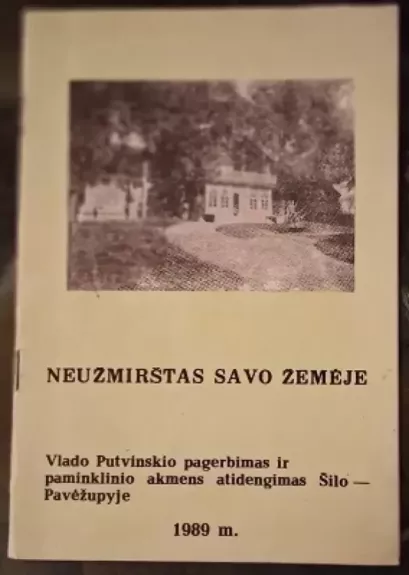 NEUŽMIRŠTAS SAVO ŽEMĖJE
Vlado Putvinskio pagerbimas ir
paminklinio akmens atidengimas Šilo —
Pavėžupyje
1989 m.